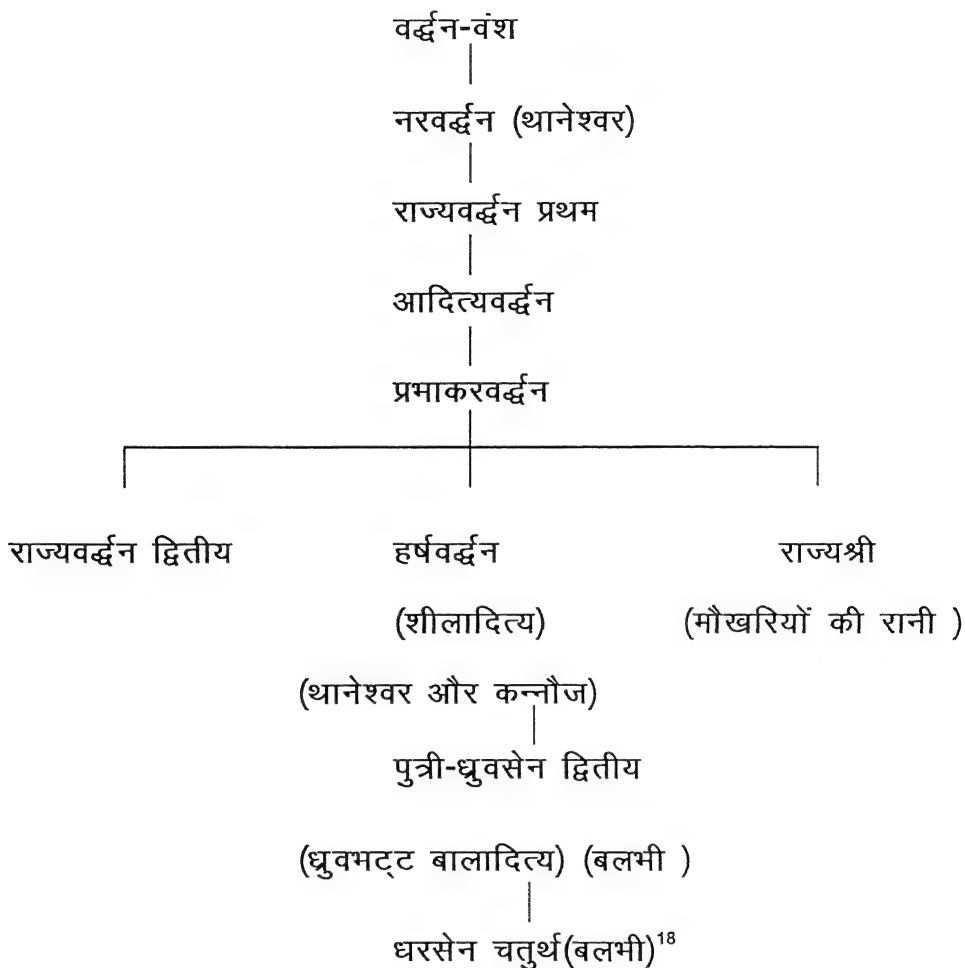 वर्द्धन-वंश
नरवर्द्धन (थानेश्वर)
राज्यवर्द्धन प्रथम
आदित्यवर्द्धन
प्रभाकरवर्द्धन
राज्यवर्द्धन द्वितीय हर्षवर्द्धन राज्यश्री
(शीलादित्य) (मौखरियों की रानी )
(थानेश्वर और कन्नौज)
पुत्री-ध्रुवसेन द्वितीय
(ध्रुवभट्ट बालादित्य) (बलभी )
धरसेन चतुर्थ(बलभी)¹⁸